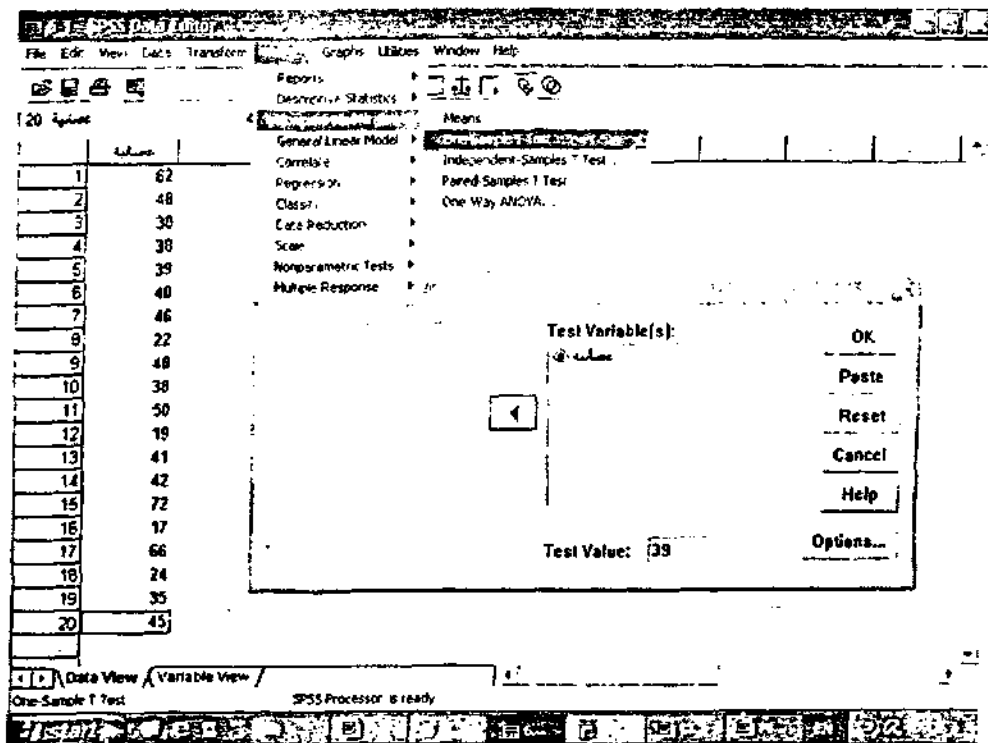 SPSS Data Editor
File Edit View Data Transform Graphs Utilities Window Help
Reports
Descriptive Statistics
General Linear Model
Correlate
Regression
Classify
Data Reduction
Scale
Nonparametric Tests
Multiple Response
Means
Independent-Samples T Test...
Paired-Samples T Test
One-Way ANOVA...
20
1 62
2 48
3 30
4 38
5 39
6 40
7 46
8 22
9 48
10 38
11 50
12 19
13 41
14 42
15 72
16 17
17 66
18 24
19 35
20 45
Test Variable(s):
OK
Paste
Reset
Cancel
Help
Test Value: 39
Options...
Data View Variable View
One-Sample T Test SPSS Processor is ready
start